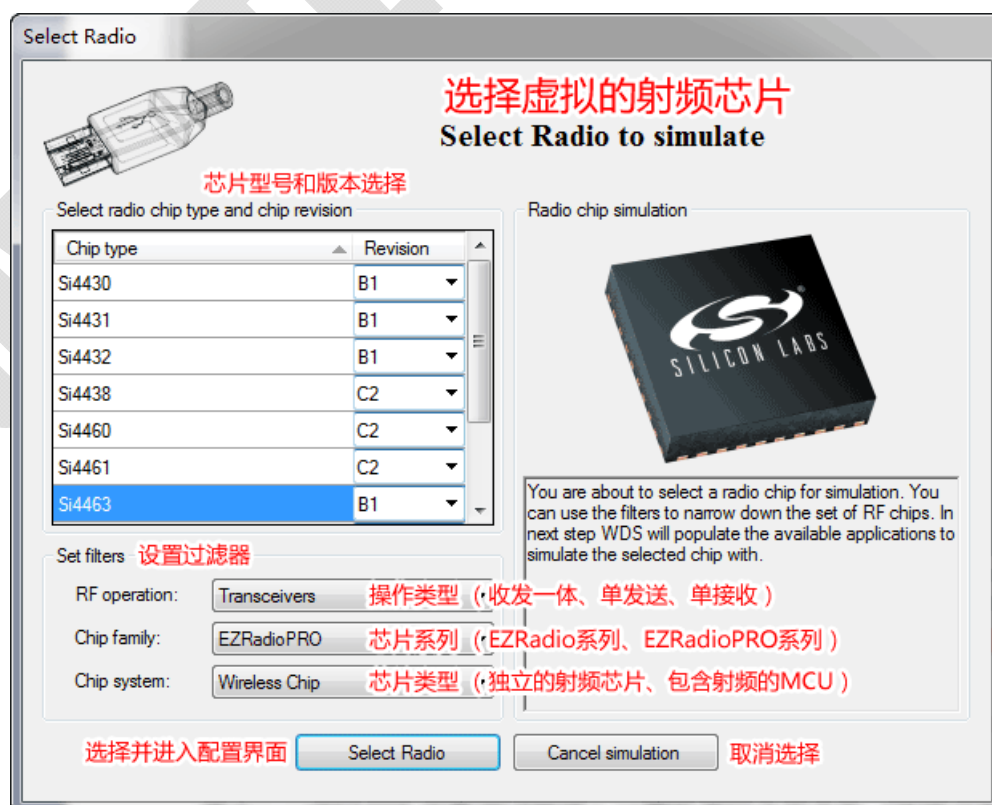 Select Radio
选择虚拟的射频芯片
Select Radio to simulate
芯片型号和版本选择
Select radio chip type and chip revision
Chip type Revision
Si4430 B1
Si4431 B1
Si4432 B1
Si4438 C2
Si4460 C2
Si4461 C2
Si4463 B1
Radio chip simulation
SILICON LABS
You are about to select a radio chip for simulation. You
can use the filters to narrow down the set of RF chips. In
next step WDS will populate the available applications to
simulate the selected chip with.
Set filters 设置过滤器
RF operation: Transceivers 操作类型（收发一体、单发送、单接收）
Chip family: EZRadioPRO 芯片系列（EZRadio系列、EZRadioPRO系列）
Chip system: Wireless Chip 芯片类型（独立的射频芯片、包含射频的MCU）
选择并进入配置界面 Select Radio Cancel simulation 取消选择